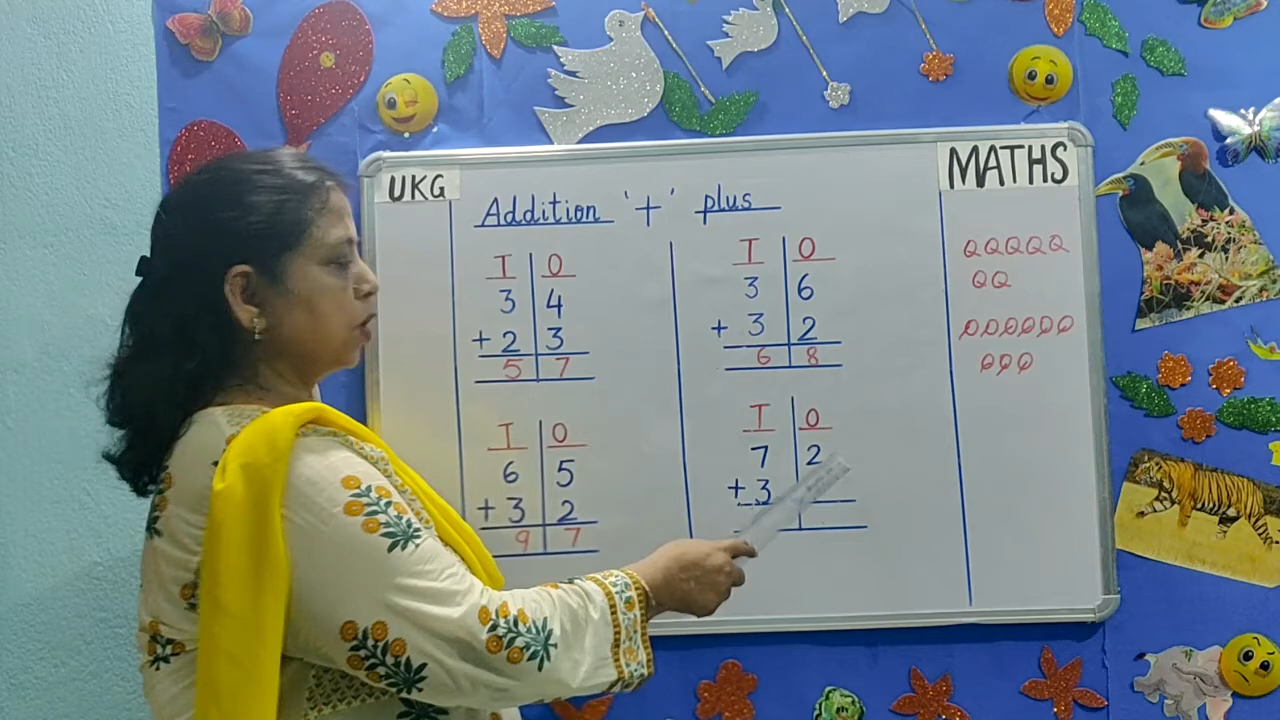 UKG
MATHS
Addition '+' plus
T O
3 4
+ 2 3
5 7
T O
3 6
+ 3 2
6 8
T O
6 5
+ 3 2
9 7
T O
7 2
+ 3